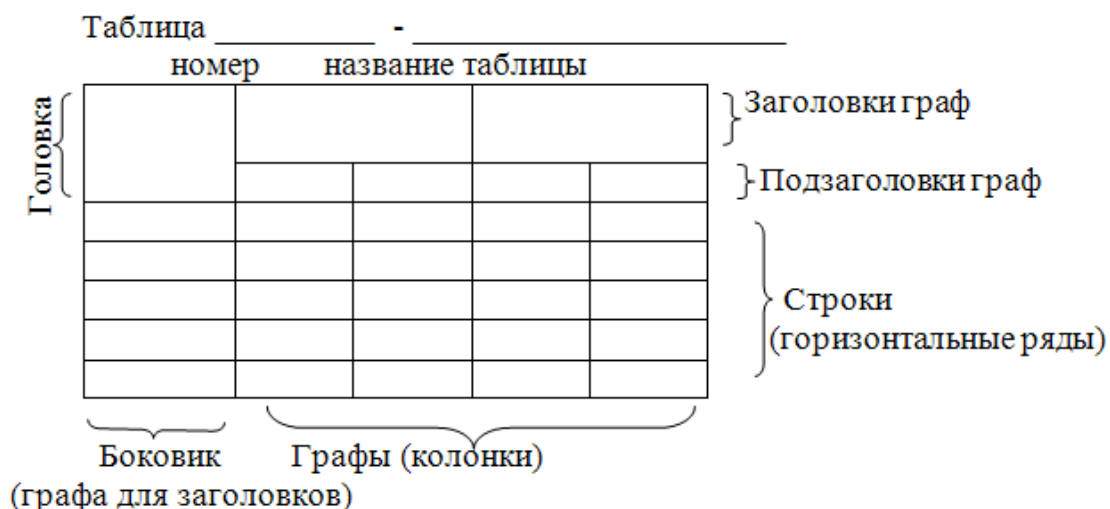 Таблица __________ - _______________________
номер название таблицы
Головка
Заголовки граф
Подзаголовки граф
Строки
(горизонтальные ряды)
Боковик
(графа для заголовков)
Графы (колонки)